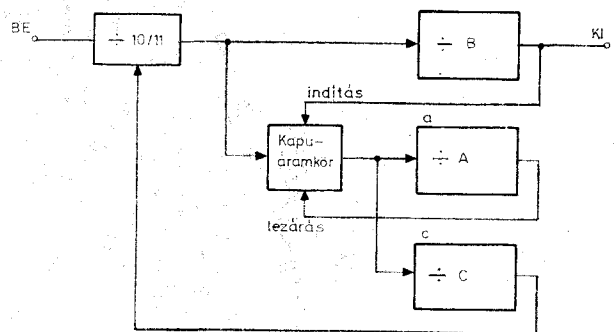 BE
÷ 10/11
÷ B
KI
indítás
Kapu-
áramkör
a
÷ A
lezárás
c
÷ C